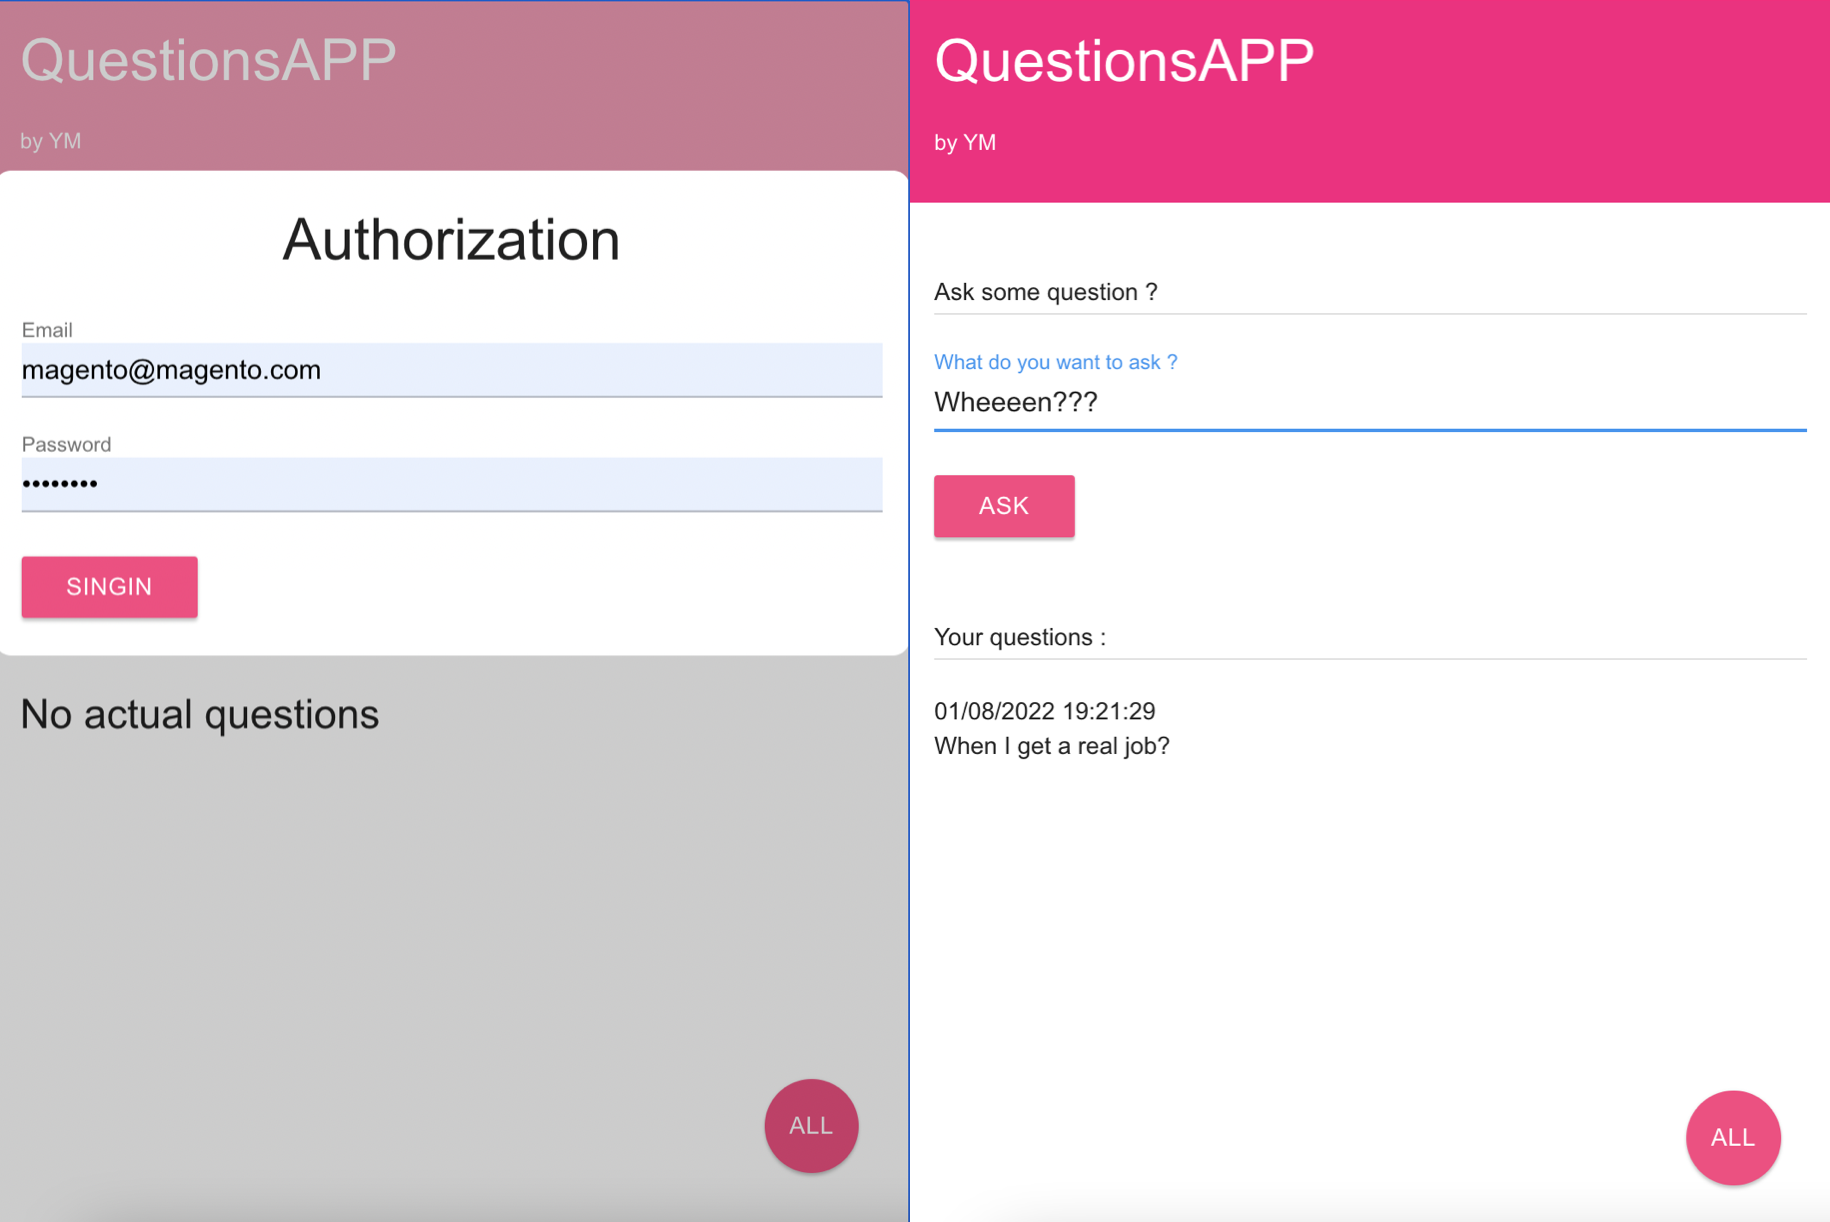 QuestionsAPP
by YM
Authorization
Email
magento@magento.com
Password
••••••••
SINGIN
No actual questions
ALL
QuestionsAPP
by YM
Ask some question ?
What do you want to ask ?
Wheeeen???
ASK
Your questions :
01/08/2022 19:21:29
When I get a real job?
ALL